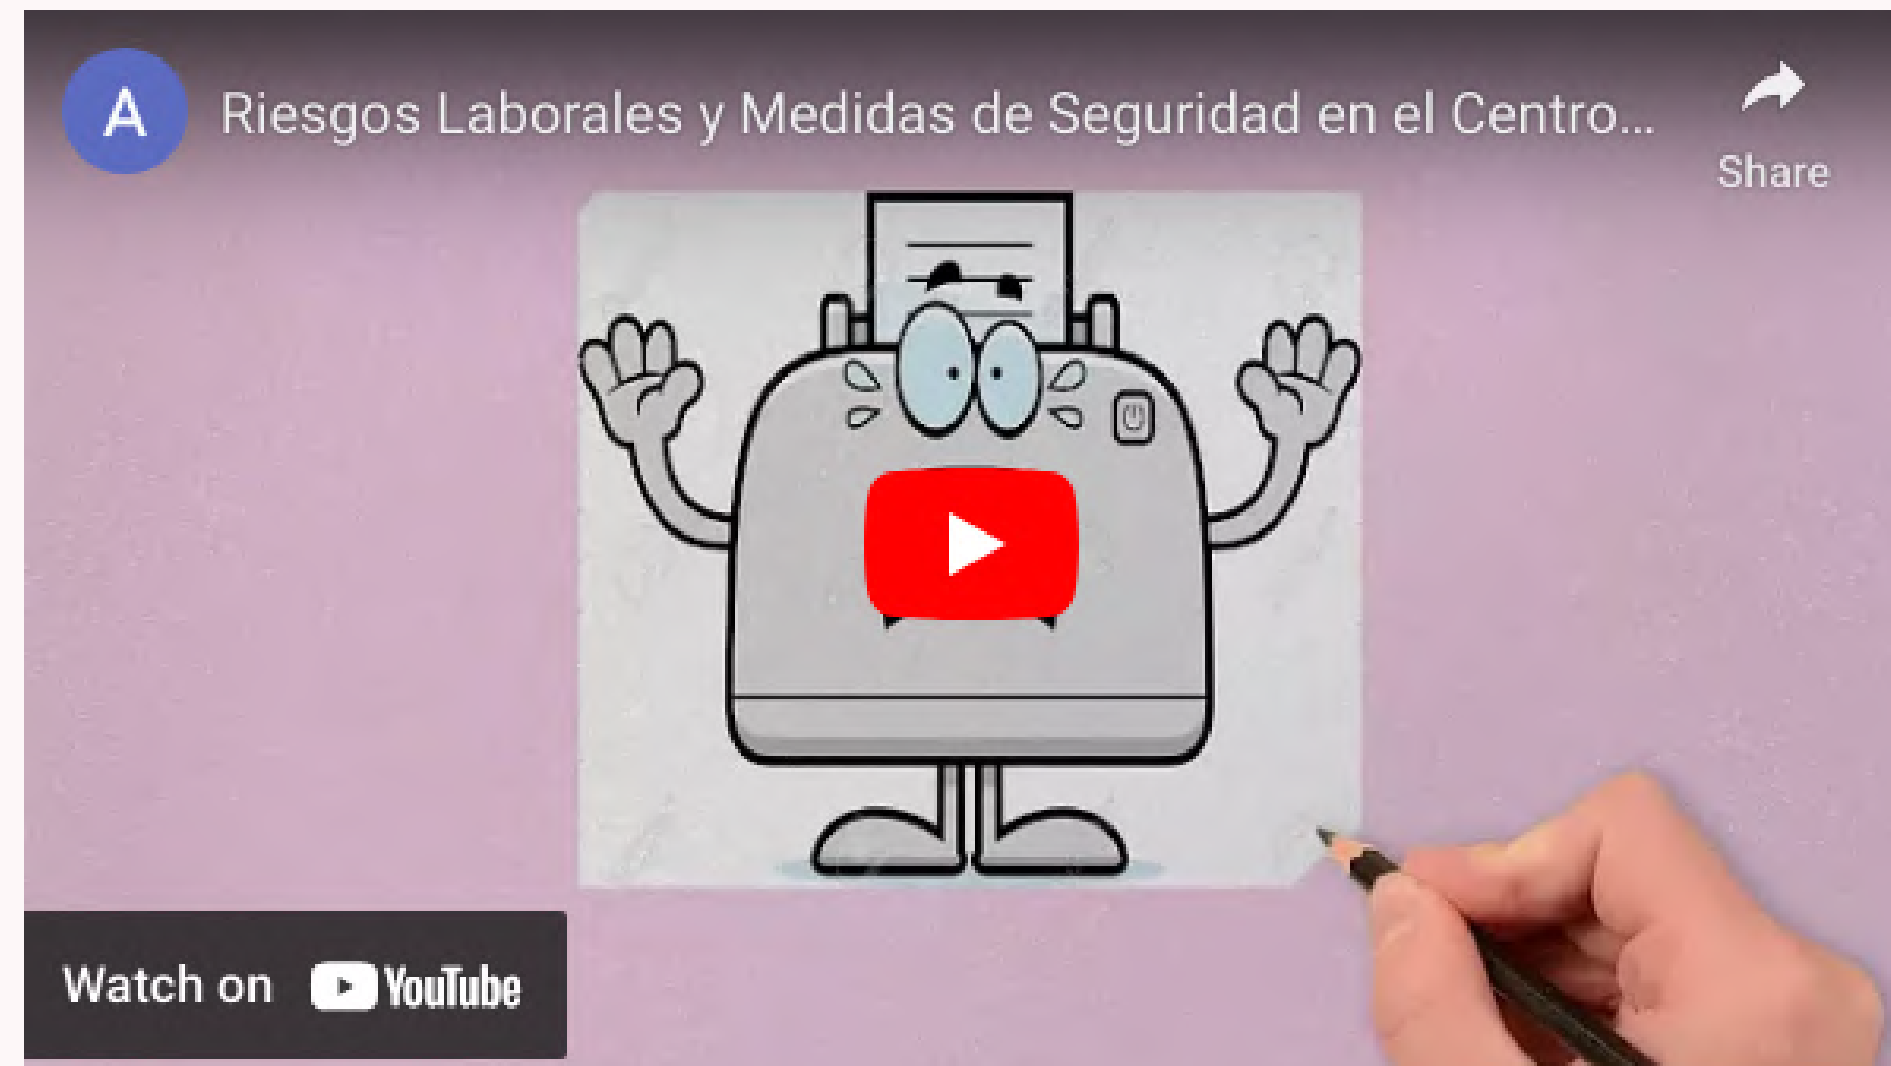 A
Riesgos Laborales y Medidas de Seguridad en el Centro...
Share
Watch on YouTube